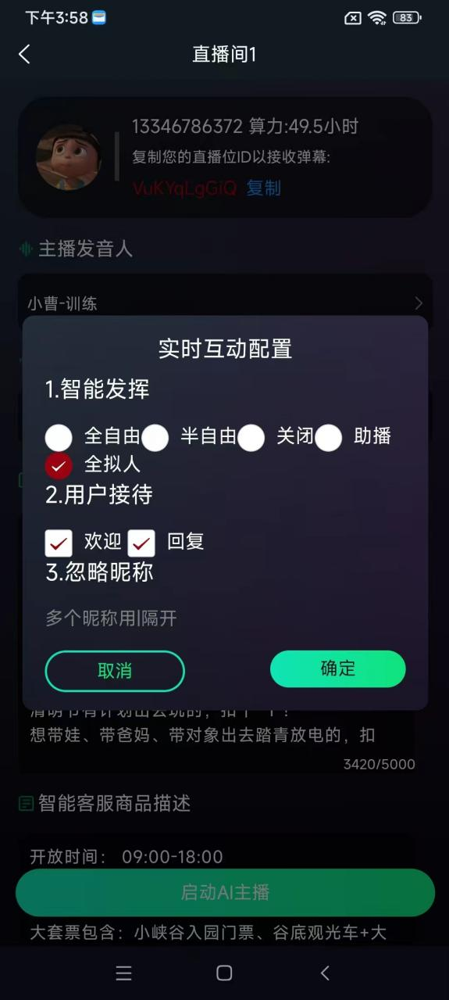 下午3:58
83
直播间1
13346786372 算力:49.5小时
复制您的直播位ID以接收弹幕:
VuKYqLgGiQ 复制
主播发音人
小曹-训练
实时互动配置
1.智能发挥
全自由 半自由 关闭 助播
全拟人
2.用户接待
欢迎 回复
3.忽略昵称
多个昵称用|隔开
取消 确定
清明节有计划出去玩的，扣个“1”！
想带娃、带爸妈、带对象出去踏青放电的，扣
3420/5000
智能客服商品描述
开放时间： 09:00-18:00
启动AI主播
大套票包含：小峡谷入园门票、谷底观光车+大